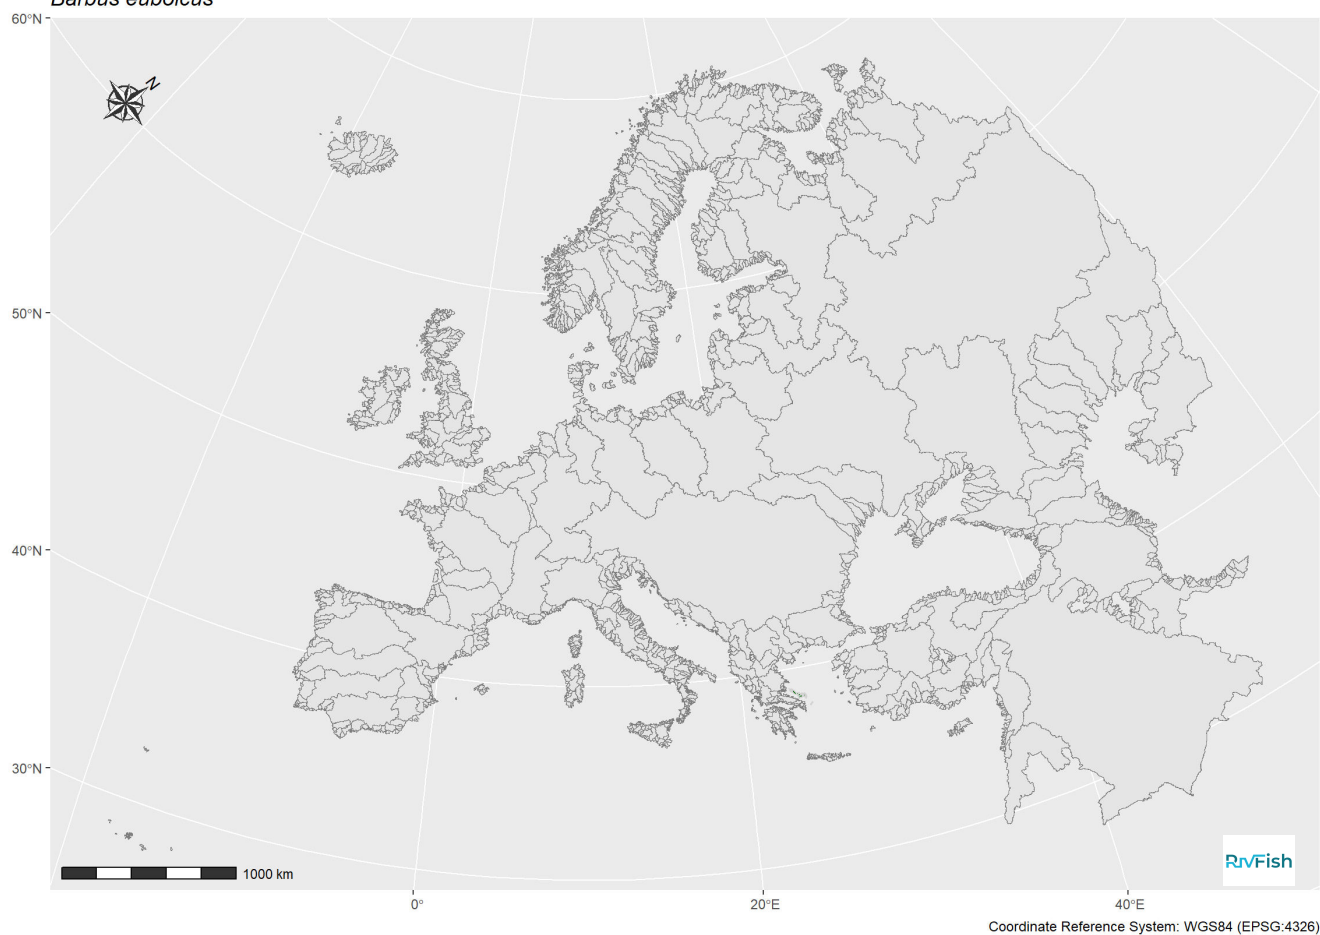 Barbus euboicus
60°N
N
50°N
40°N
30°N
RIVFish
1000 km
0°
20°E
40°E
Coordinate Reference System: WGS84 (EPSG:4326)